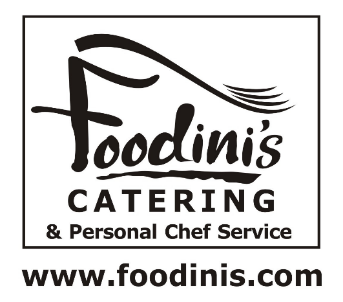 Foodini's
CATERING
& Personal Chef Service
www.foodinis.com